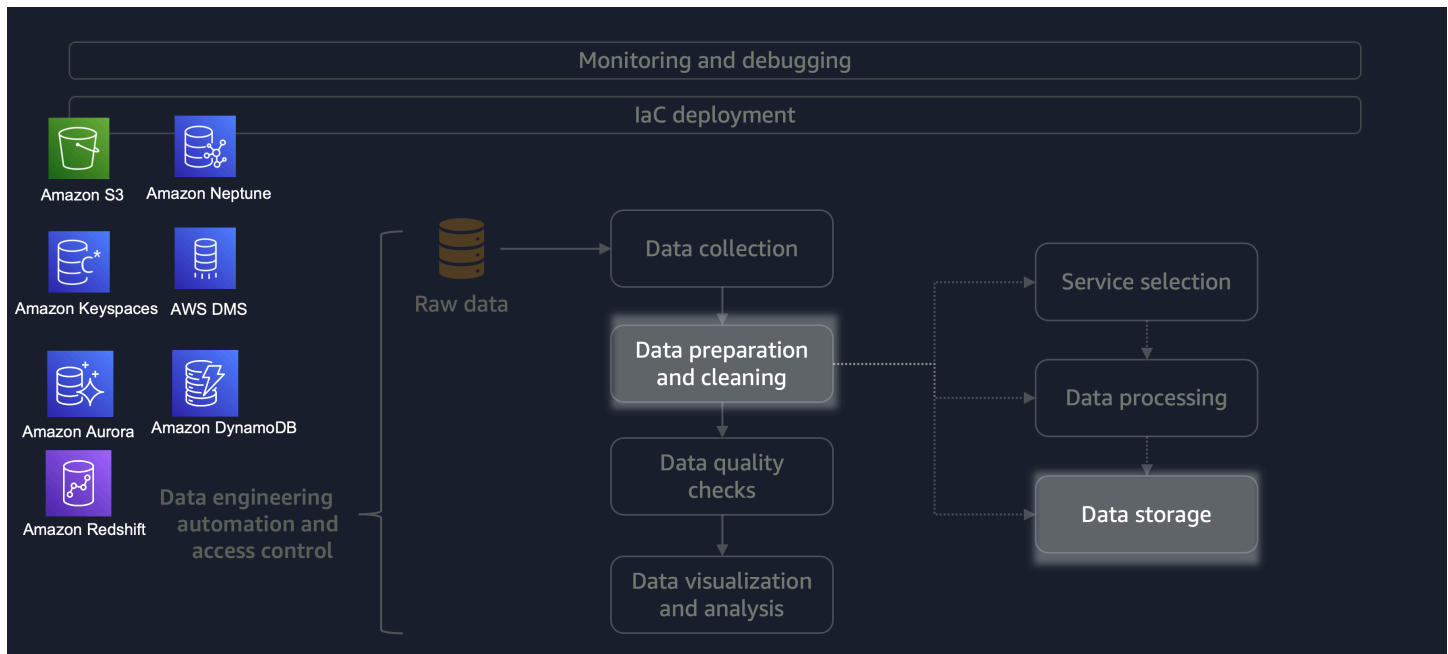 Monitoring and debugging
IaC deployment
Amazon S3
Amazon Neptune
Amazon Keyspaces
AWS DMS
Amazon Aurora
Amazon DynamoDB
Amazon Redshift
Data engineering
automation and
access control
Raw data
Data collection
Data preparation
and cleaning
Data quality
checks
Data visualization
and analysis
Service selection
Data processing
Data storage